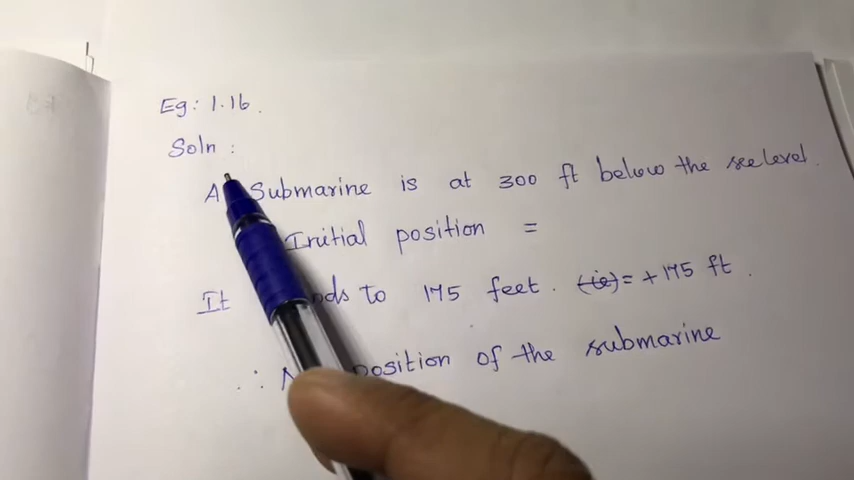 Eg: 1.16.
Soln :
A Submarine is at 300 ft below the sea level.
Initial position =
It nds to 175 feet. (ie) = +175 ft.
∴ N position of the submarine